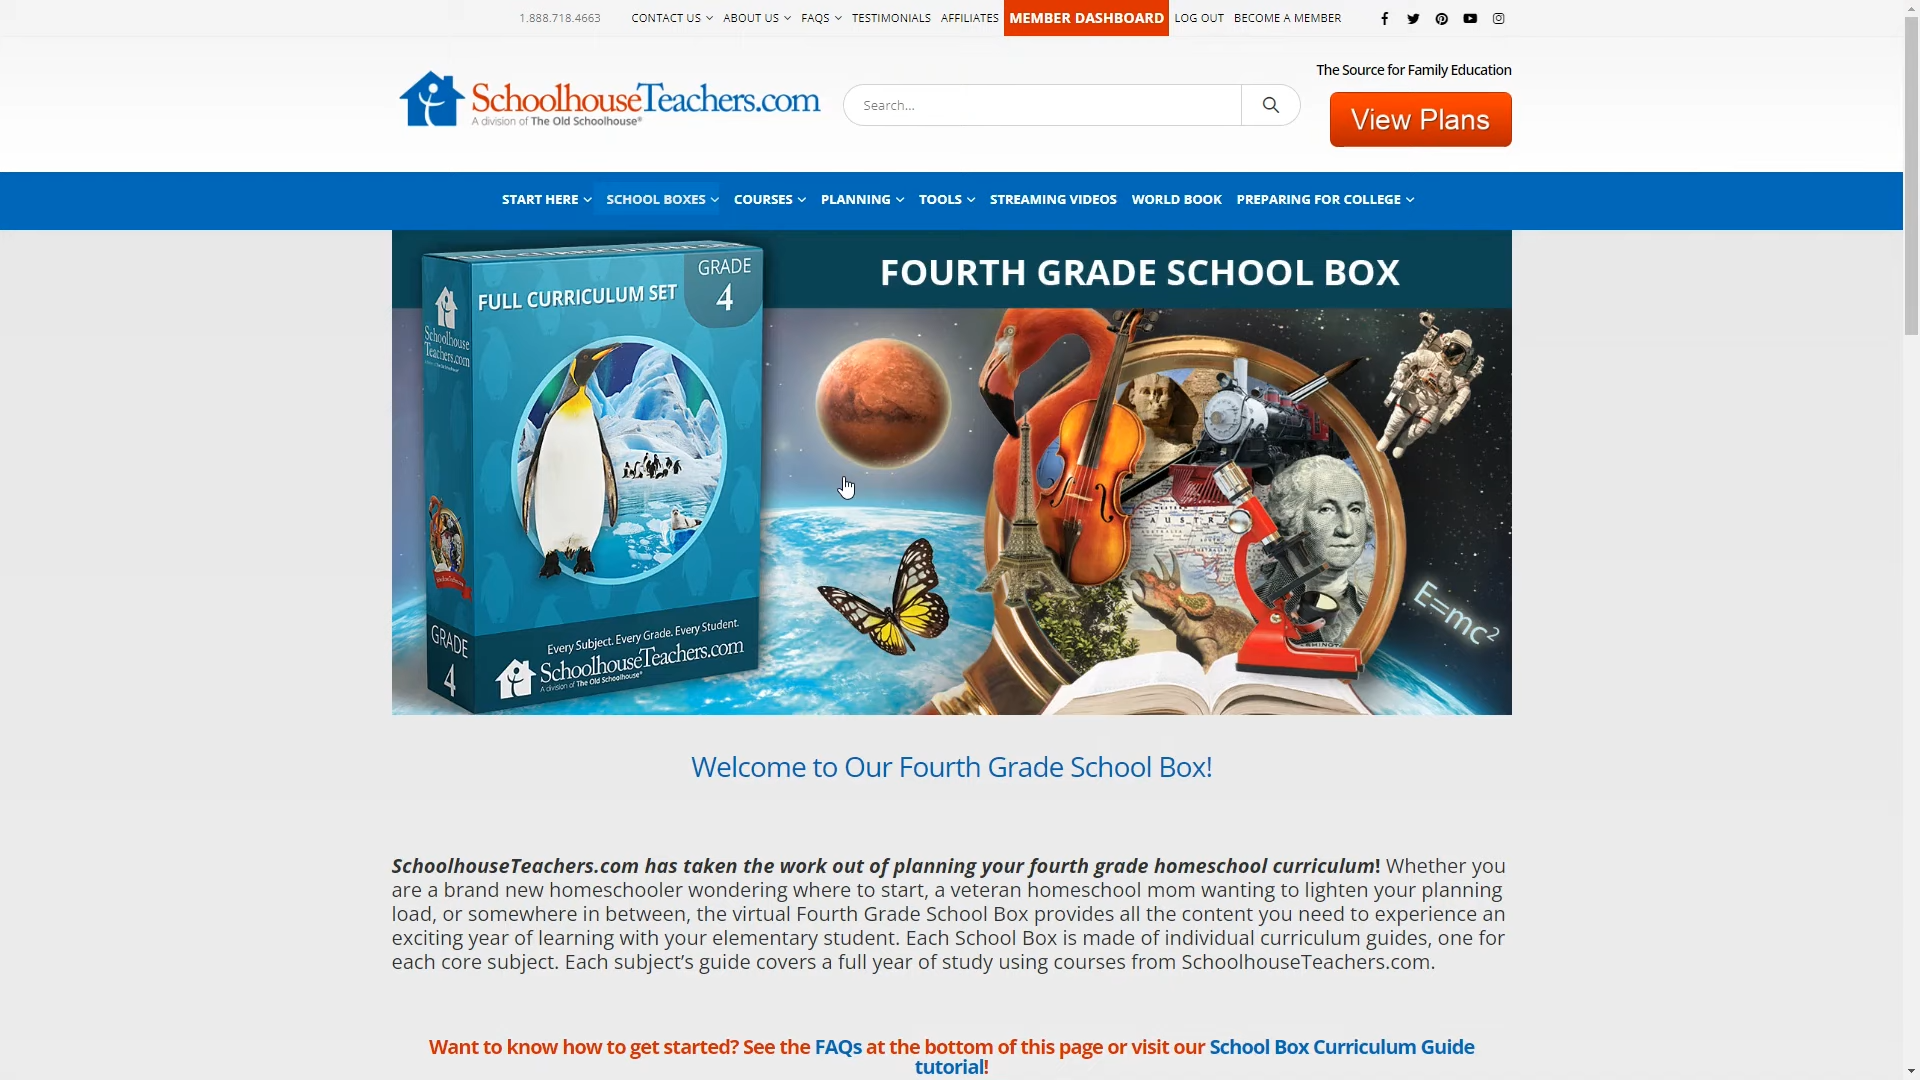 1.888.718.4663 CONTACT US ABOUT US FAQS TESTIMONIALS AFFILIATES MEMBER DASHBOARD LOG OUT BECOME A MEMBER
The Source for Family Education
SchoolhouseTeachers.com
A division of The Old Schoolhouse®
Search...
View Plans
START HERE SCHOOL BOXES COURSES PLANNING TOOLS STREAMING VIDEOS WORLD BOOK PREPARING FOR COLLEGE
FOURTH GRADE SCHOOL BOX
FULL CURRICULUM SET
GRADE
4
Schoolhouse
Teachers.com
E=mc²
GRADE
4
Every Subject. Every Grade. Every Student.
SchoolhouseTeachers.com
A division of The Old Schoolhouse®
Welcome to Our Fourth Grade School Box!
SchoolhouseTeachers.com has taken the work out of planning your fourth grade homeschool curriculum! Whether you
are a brand new homeschooler wondering where to start, a veteran homeschool mom wanting to lighten your planning
load, or somewhere in between, the virtual Fourth Grade School Box provides all the content you need to experience an
exciting year of learning with your elementary student. Each School Box is made of individual curriculum guides, one for
each core subject. Each subject’s guide covers a full year of study using courses from SchoolhouseTeachers.com.
Want to know how to get started? See the FAQs at the bottom of this page or visit our School Box Curriculum Guide
tutorial!